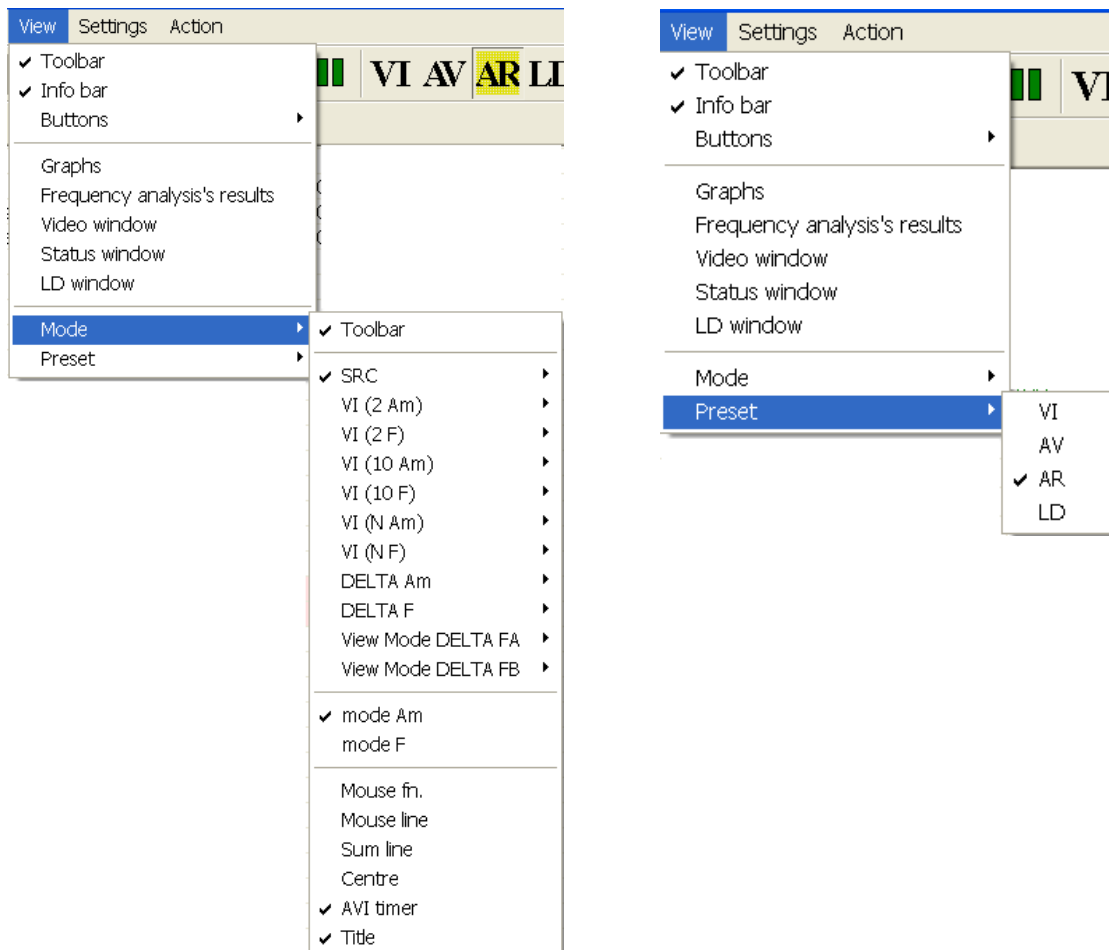 View Settings Action
Toolbar
Info bar
Buttons
VI AV AR LD
Graphs
Frequency analysis's results
Video window
Status window
LD window
Mode
Preset
Toolbar
SRC
VI (2 Am)
VI (2 F)
VI (10 Am)
VI (10 F)
VI (N Am)
VI (N F)
DELTA Am
DELTA F
View Mode DELTA FA
View Mode DELTA FB
mode Am
mode F
Mouse fn.
Mouse line
Sum line
Centre
AVI timer
Title
View Settings Action
Toolbar
Info bar
Buttons
VI
Graphs
Frequency analysis's results
Video window
Status window
LD window
Mode
Preset
VI
AV
AR
LD